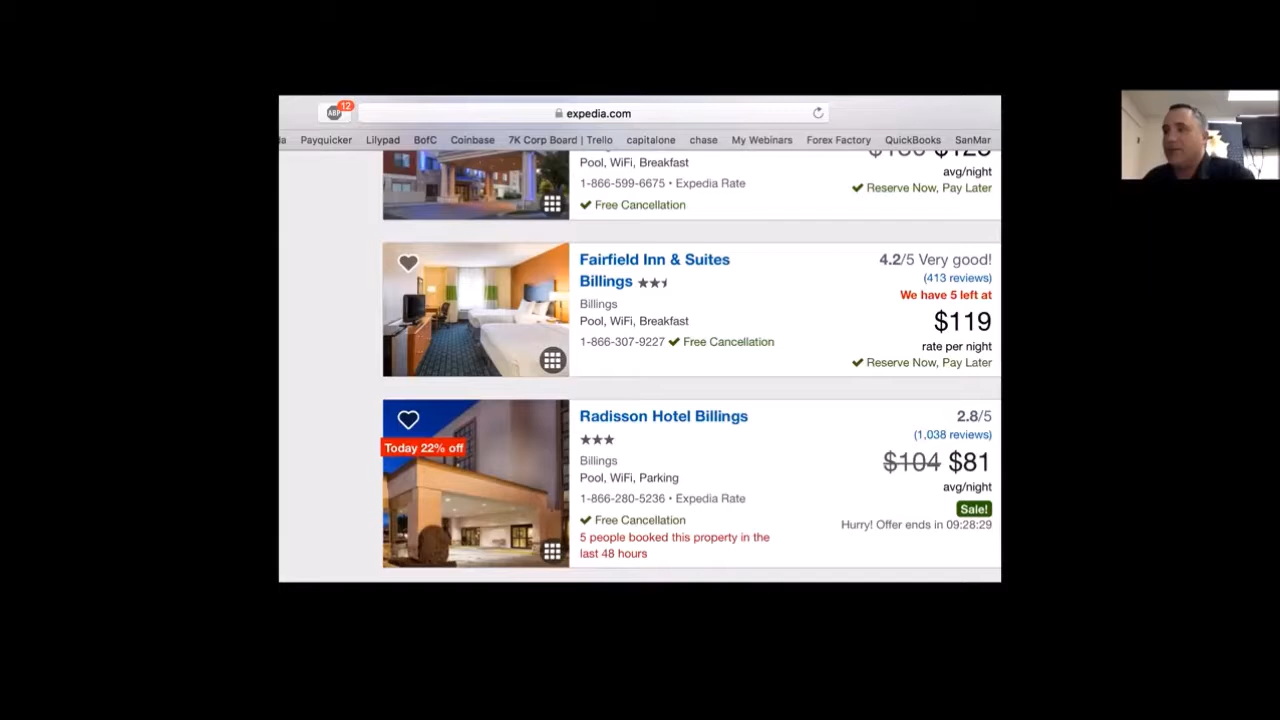 12
ABP
expedia.com
Payquicker Lilypad BofC Coinbase 7K Corp Board | Trello capitalone chase My Webinars Forex Factory QuickBooks SanMar
Pool, WiFi, Breakfast
avg/night
1-866-599-6675 • Expedia Rate
Reserve Now, Pay Later
Free Cancellation
Fairfield Inn & Suites
Billings
4.2/5 Very good!
(413 reviews)
We have 5 left at
Billings
Pool, WiFi, Breakfast
$119
1-866-307-9227 Free Cancellation
rate per night
Reserve Now, Pay Later
Radisson Hotel Billings
2.8/5
(1,038 reviews)
Today 22% off
Billings
$104 $81
Pool, WiFi, Parking
avg/night
1-866-280-5236 • Expedia Rate
Sale!
Free Cancellation
Hurry! Offer ends in 09:28:29
5 people booked this property in the
last 48 hours